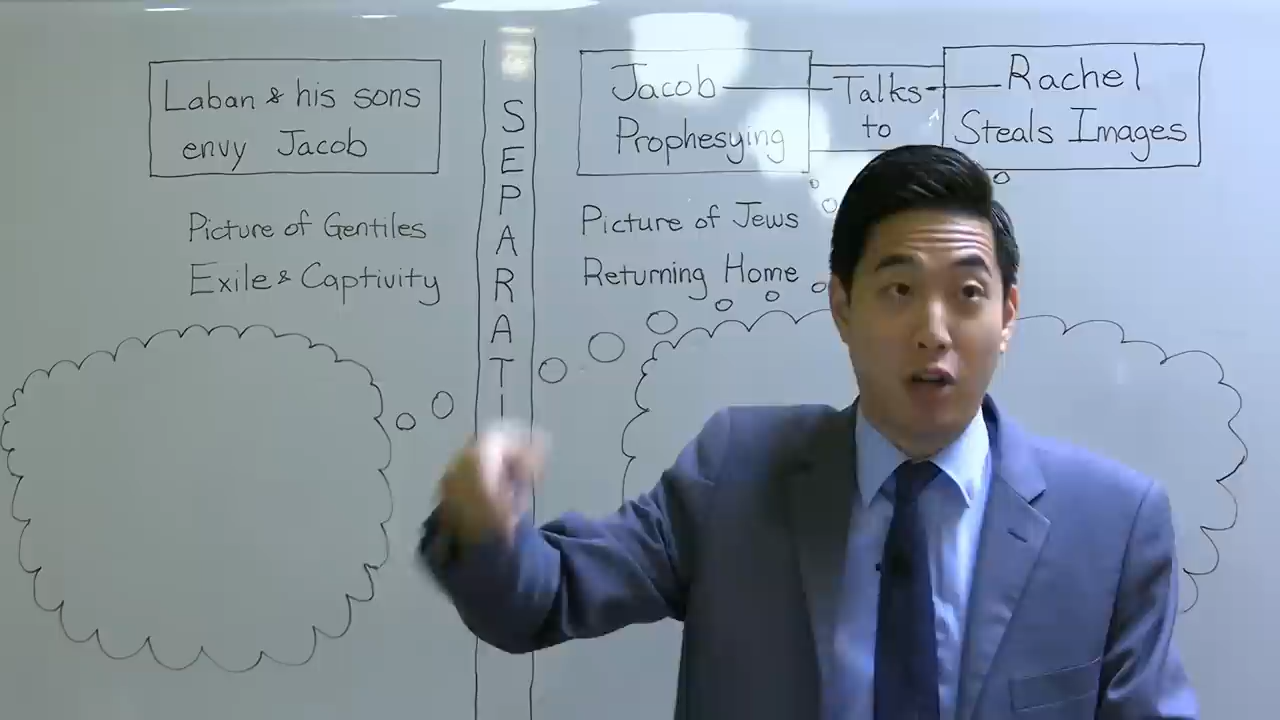 Laban & his sons
envy Jacob
Picture of Gentiles
Exile & Captivity
S
E
P
A
R
A
T
I
Jacob
Prophesying
Talks
to
Rachel
Steals Images
Picture of Jews
Returning Home